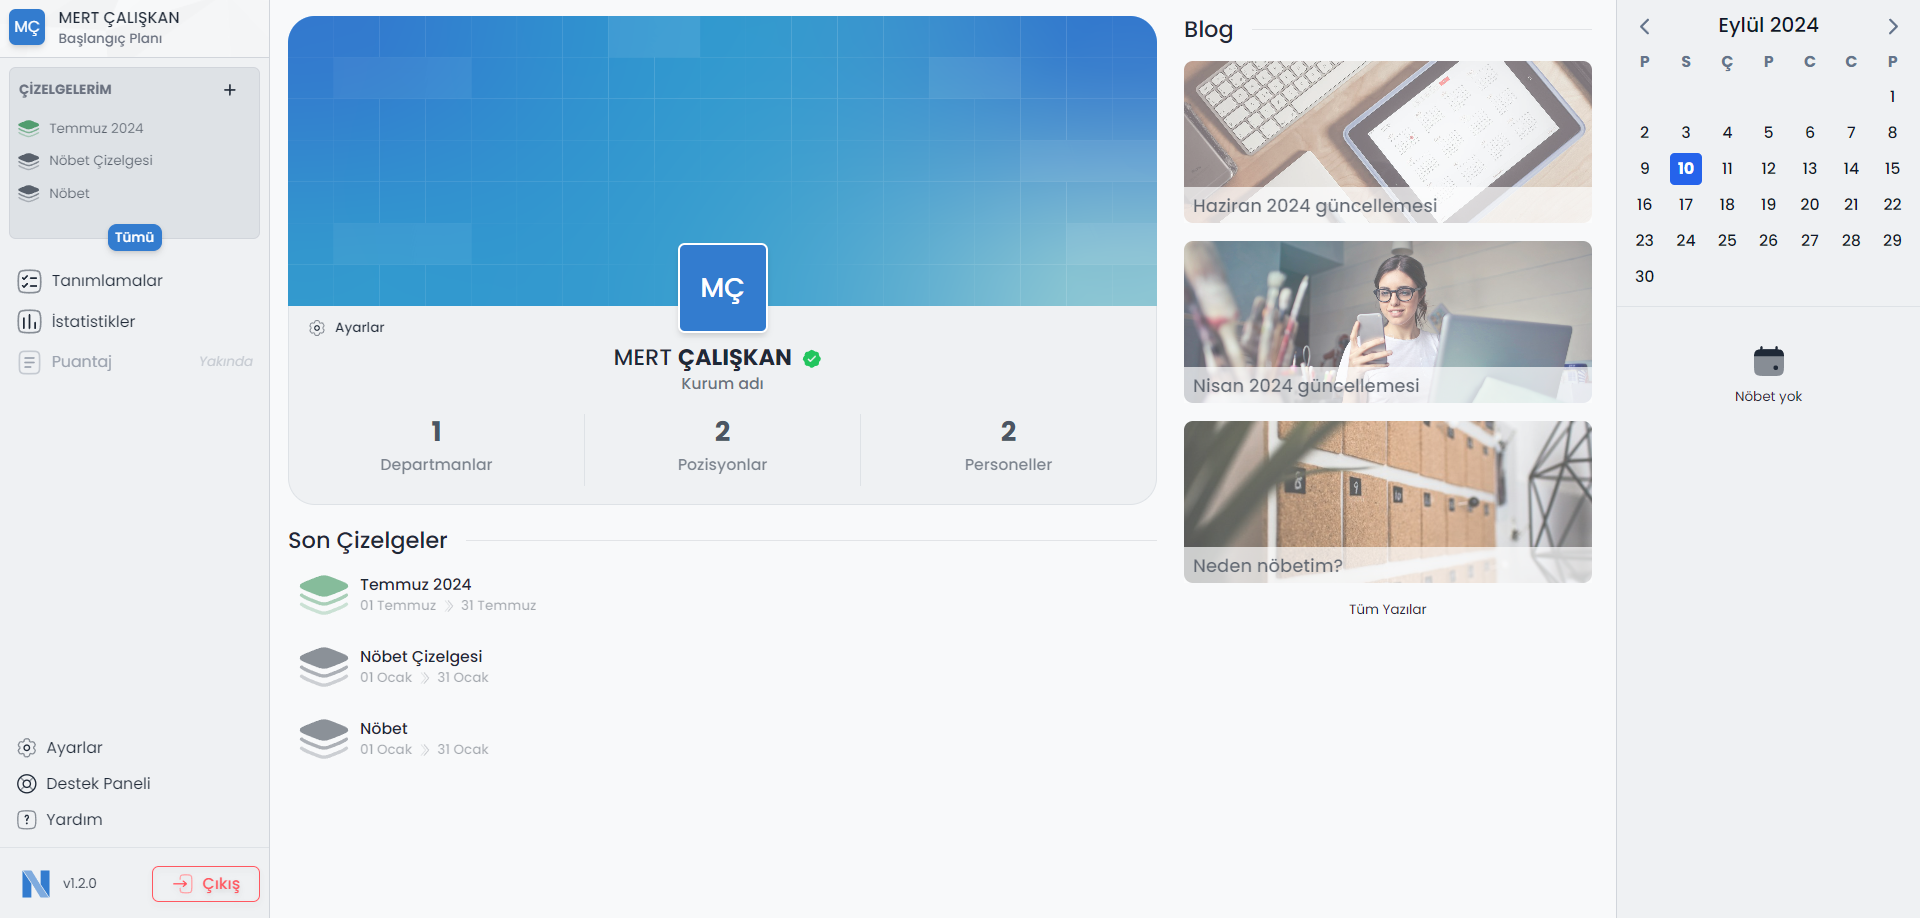 MÇ
MERT ÇALIŞKAN
Başlangıç Planı
ÇİZELGELERİM
Temmuz 2024
Nöbet Çizelgesi
Nöbet
Tümü
Tanımlamalar
İstatistikler
Puantaj Yakında
Ayarlar
Destek Paneli
Yardım
v1.2.0
Çıkış
MÇ
Ayarlar
MERT ÇALIŞKAN
Kurum adı
1 2 2
Departmanlar Pozisyonlar Personeller
Son Çizelgeler
Temmuz 2024
01 Temmuz 31 Temmuz
Nöbet Çizelgesi
01 Ocak 31 Ocak
Nöbet
01 Ocak 31 Ocak
Blog
Haziran 2024 güncellemesi
Nisan 2024 güncellemesi
8 9 10
Neden nöbetim?
Tüm Yazılar
Eylül 2024
P S Ç P C C P
1
2 3 4 5 6 7 8
9 10 11 12 13 14 15
16 17 18 19 20 21 22
23 24 25 26 27 28 29
30
Nöbet yok